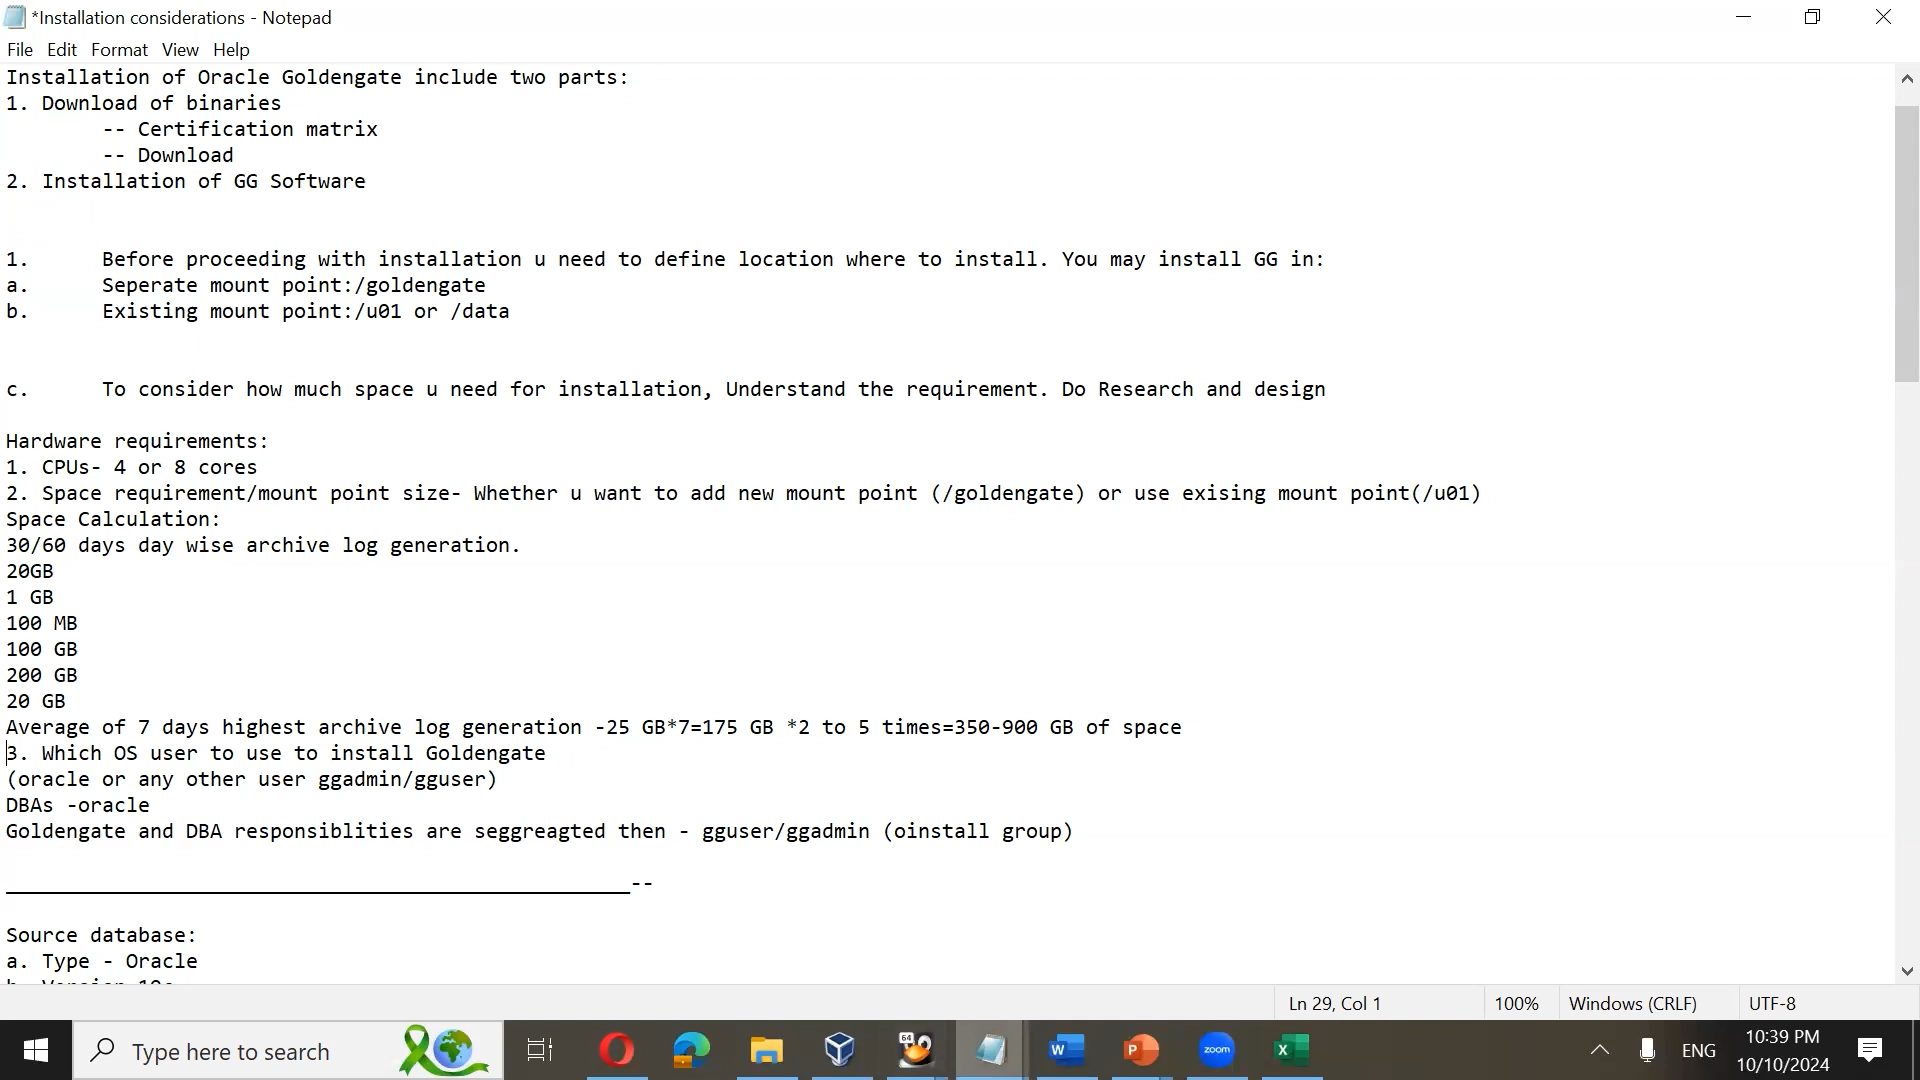 *Installation considerations - Notepad
File Edit Format View Help
Installation of Oracle Goldengate include two parts:
1. Download of binaries
-- Certification matrix
-- Download
2. Installation of GG Software
1. Before proceeding with installation u need to define location where to install. You may install GG in:
a. Seperate mount point:/goldengate
b. Existing mount point:/u01 or /data
c. To consider how much space u need for installation, Understand the requirement. Do Research and design
Hardware requirements:
1. CPUs- 4 or 8 cores
2. Space requirement/mount point size- Whether u want to add new mount point (/goldengate) or use exising mount point(/u01)
Space Calculation:
30/60 days day wise archive log generation.
20GB
1 GB
100 MB
100 GB
200 GB
20 GB
Average of 7 days highest archive log generation -25 GB*7=175 GB *2 to 5 times=350-900 GB of space
3. Which OS user to use to install Goldengate
(oracle or any other user ggadmin/gguser)
DBAs -oracle
Goldengate and DBA responsiblities are seggreagted then - gguser/ggadmin (oinstall group)
____________________________________________________--
Source database:
a. Type - Oracle
Ln 29, Col 1 100% Windows (CRLF) UTF-8
Type here to search
64
W
P
zoom
X
ENG
10:39 PM
10/10/2024